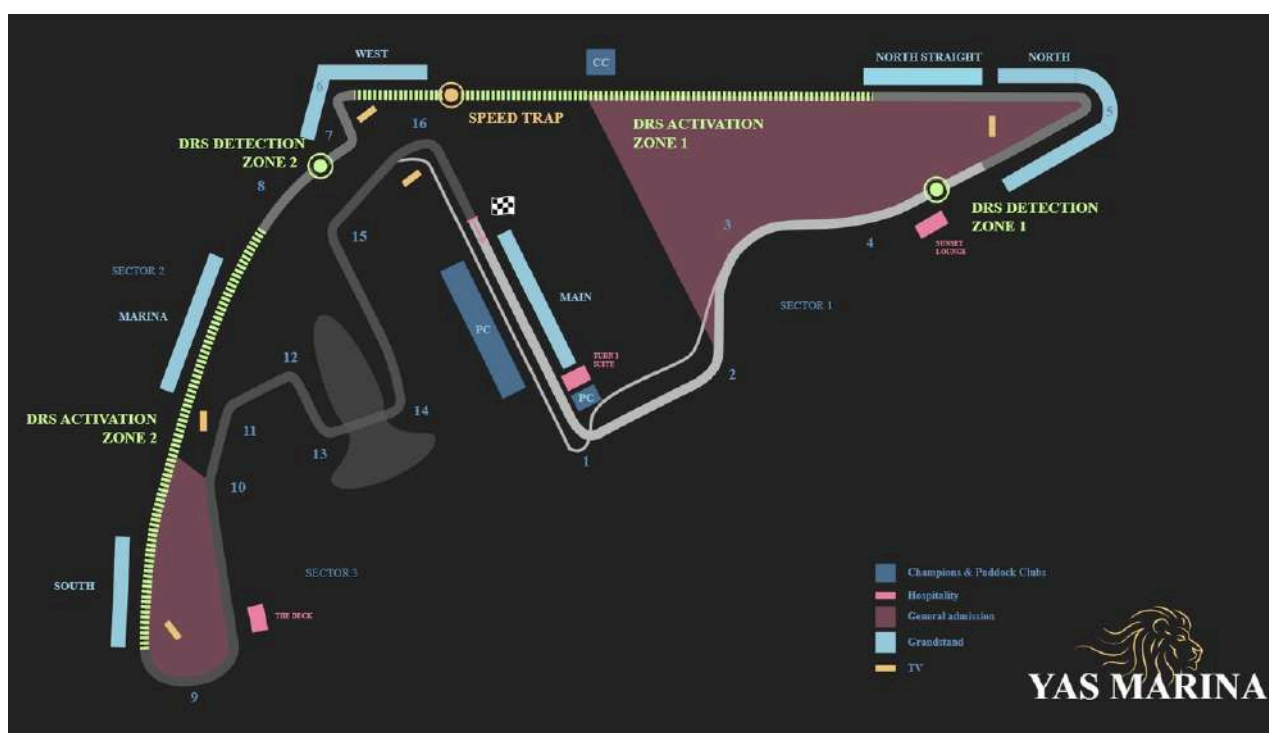 WEST
CC
NORTH STRAIGHT
NORTH
6
5
SPEED TRAP
16
DRS ACTIVATION
ZONE 1
7
DRS DETECTION
ZONE 2
8
DRS DETECTION
ZONE 1
3
4
SUNSET
LOUNGE
15
SECTOR 2
MARINA
MAIN
SECTOR 1
PC
TURN 1
SUITE
PC
12
2
14
DRS ACTIVATION
ZONE 2
11
13
1
10
SECTOR 3
SOUTH
THE DECK
9
Champions & Paddock Clubs
Hospitality
General admission
Grandstand
TV
YAS MARINA